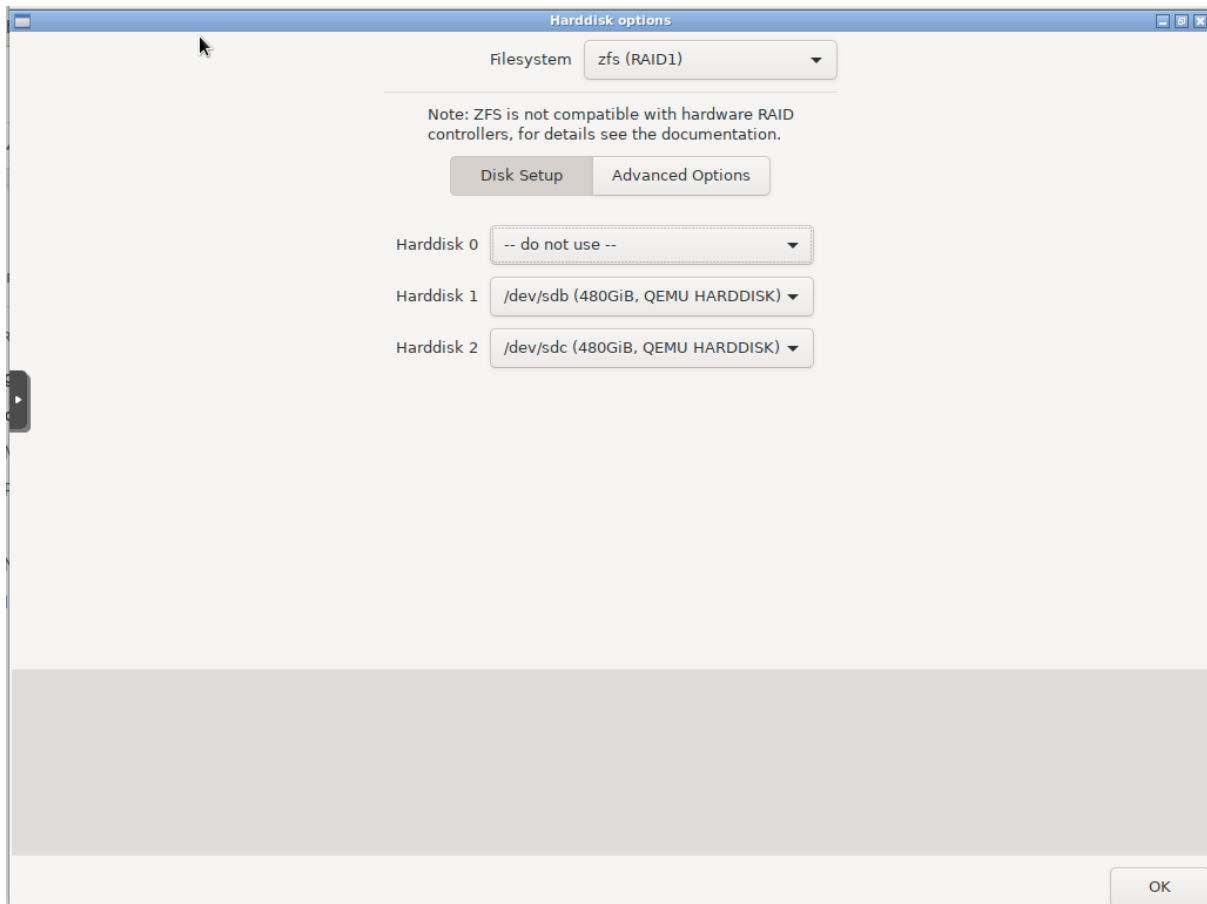 Harddisk options
Filesystem zfs (RAID1)
Note: ZFS is not compatible with hardware RAID
controllers, for details see the documentation.
Disk Setup Advanced Options
Harddisk 0 -- do not use --
Harddisk 1 /dev/sdb (480GiB, QEMU HARDDISK)
Harddisk 2 /dev/sdc (480GiB, QEMU HARDDISK)
OK